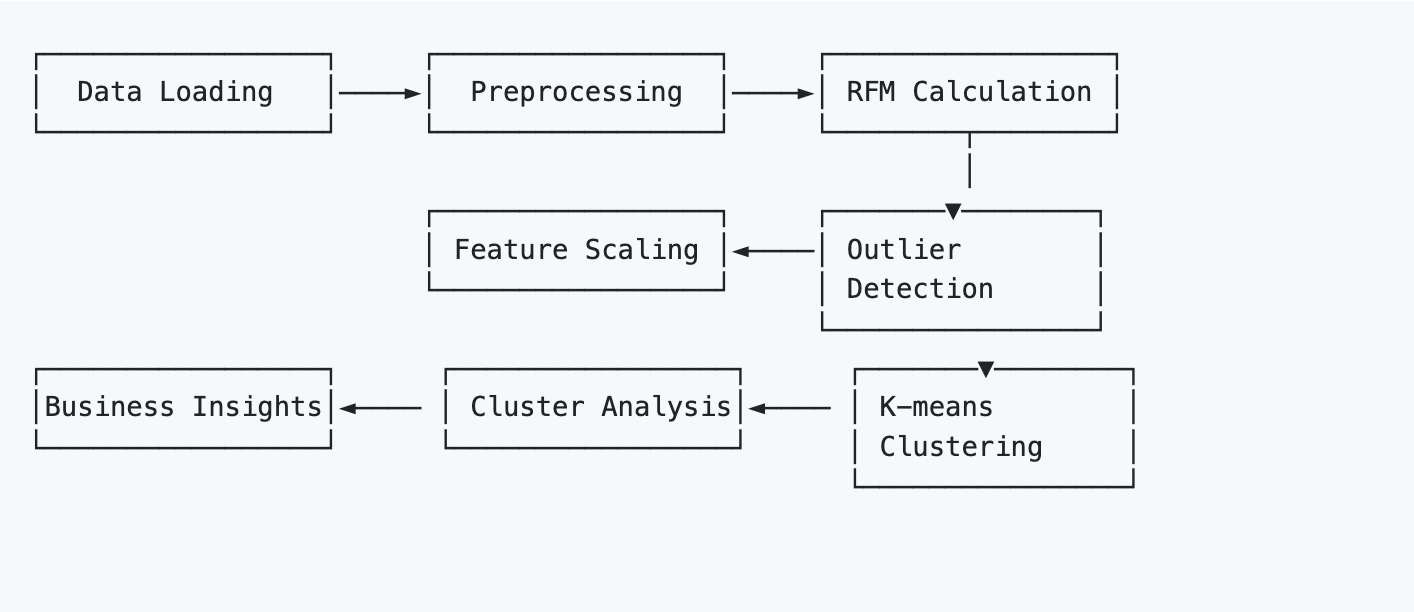 Data Loading
Preprocessing
RFM Calculation
Feature Scaling
Outlier
Detection
Business Insights
Cluster Analysis
K-means
Clustering